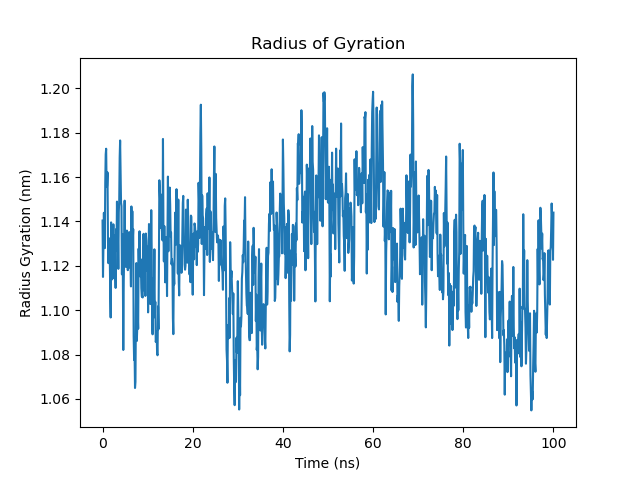 Radius of Gyration
1.20
1.18
1.16
1.14
1.12
1.10
1.08
1.06
Radius Gyration (nm)
0 20 40 60 80 100
Time (ns)